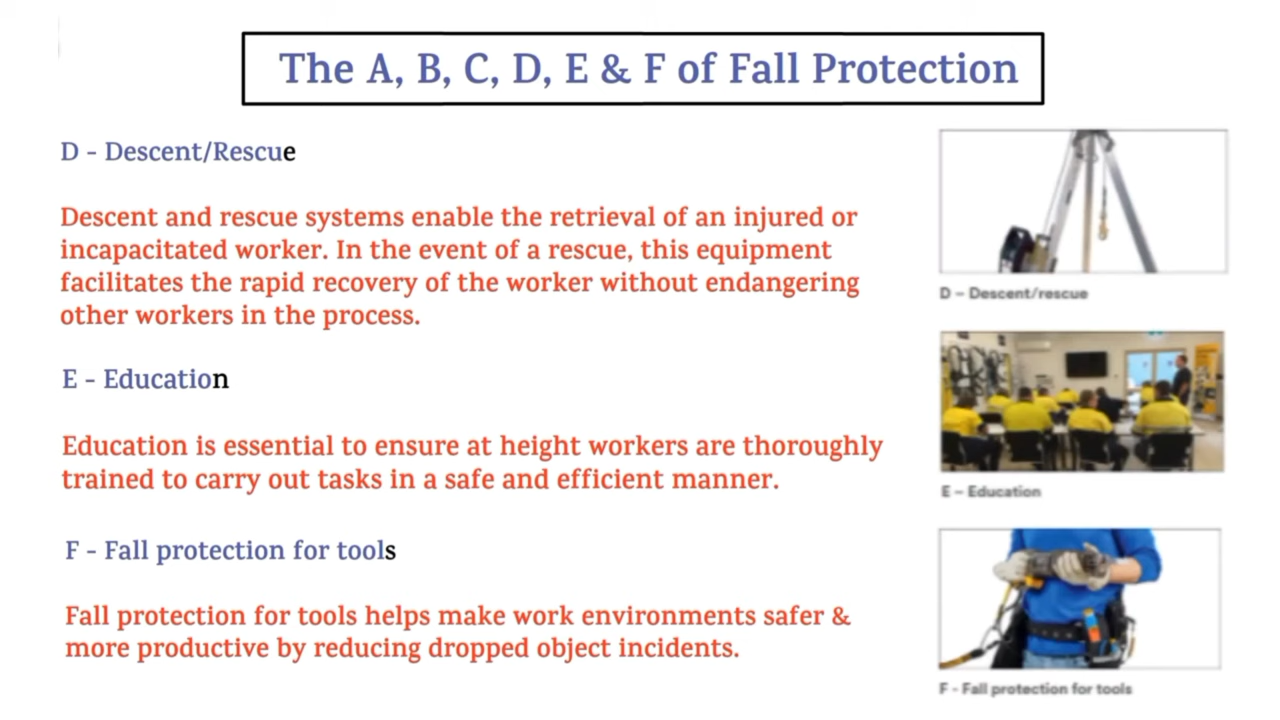 The A, B, C, D, E & F of Fall Protection
D - Descent/Rescue
Descent and rescue systems enable the retrieval of an injured or
incapacitated worker. In the event of a rescue, this equipment
facilitates the rapid recovery of the worker without endangering
other workers in the process.
E - Education
Education is essential to ensure at height workers are thoroughly
trained to carry out tasks in a safe and efficient manner.
F - Fall protection for tools
Fall protection for tools helps make work environments safer &
more productive by reducing dropped object incidents.
D – Descent/rescue
E – Education
F - Fall protection for tools